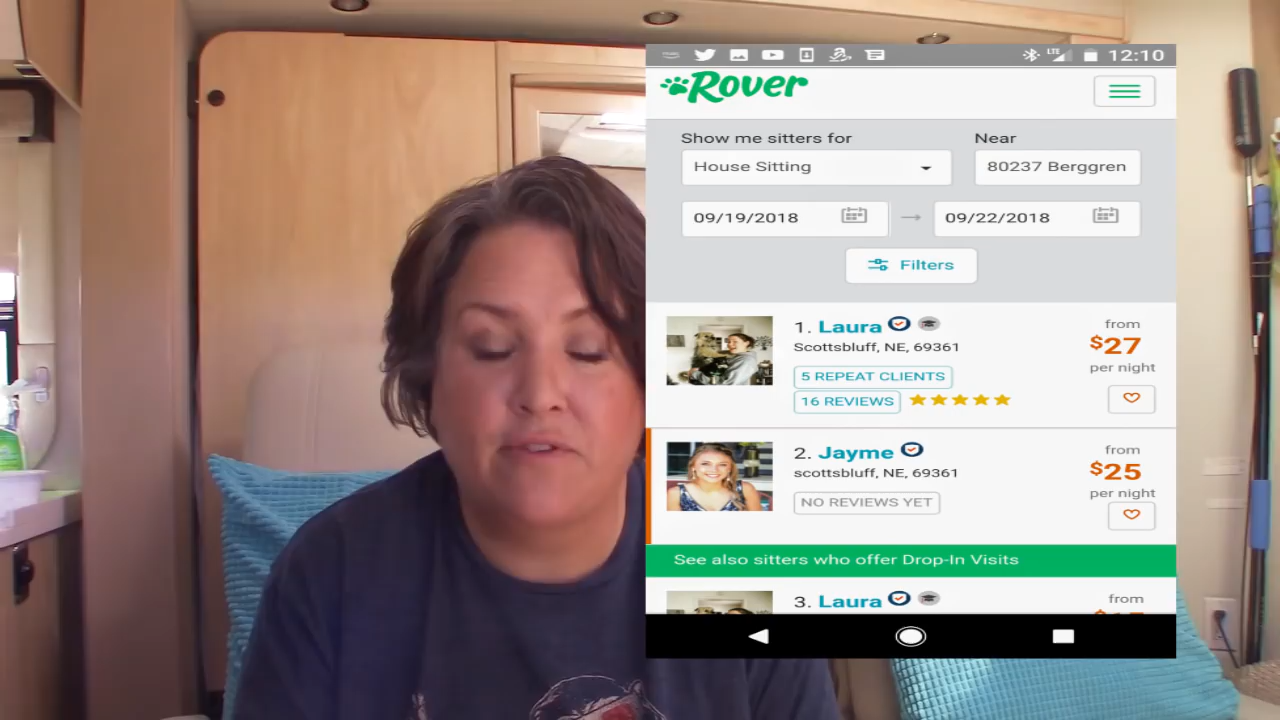 LTE 12:10
Rover
Show me sitters for
Near
House Sitting
80237 Berggren
09/19/2018
09/22/2018
Filters
1. Laura
Scottsbluff, NE, 69361
5 REPEAT CLIENTS
16 REVIEWS
from
$27
per night
2. Jayme
scottsbluff, NE, 69361
NO REVIEWS YET
from
$25
per night
See also sitters who offer Drop-In Visits
3. Laura
from